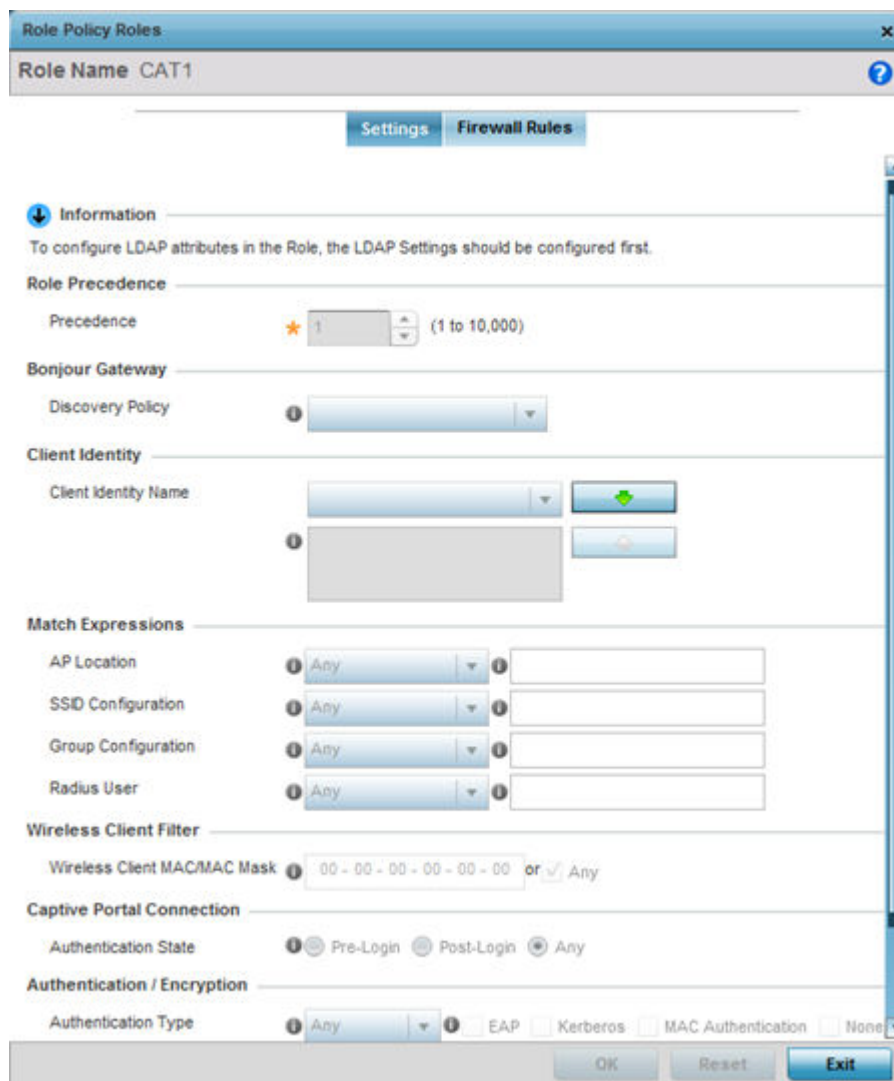 Role Policy Roles
Role Name CAT1
Settings Firewall Rules
Information
To configure LDAP attributes in the Role, the LDAP Settings should be configured first.
Role Precedence
Precedence * 1 (1 to 10,000)
Bonjour Gateway
Discovery Policy
Client Identity
Client Identity Name
Match Expressions
AP Location Any
SSID Configuration Any
Group Configuration Any
Radius User Any
Wireless Client Filter
Wireless Client MAC/MAC Mask 00 - 00 - 00 - 00 - 00 - 00 or Any
Captive Portal Connection
Authentication State Pre-Login Post-Login Any
Authentication / Encryption
Authentication Type Any EAP Kerberos MAC Authentication None
OK Reset Exit